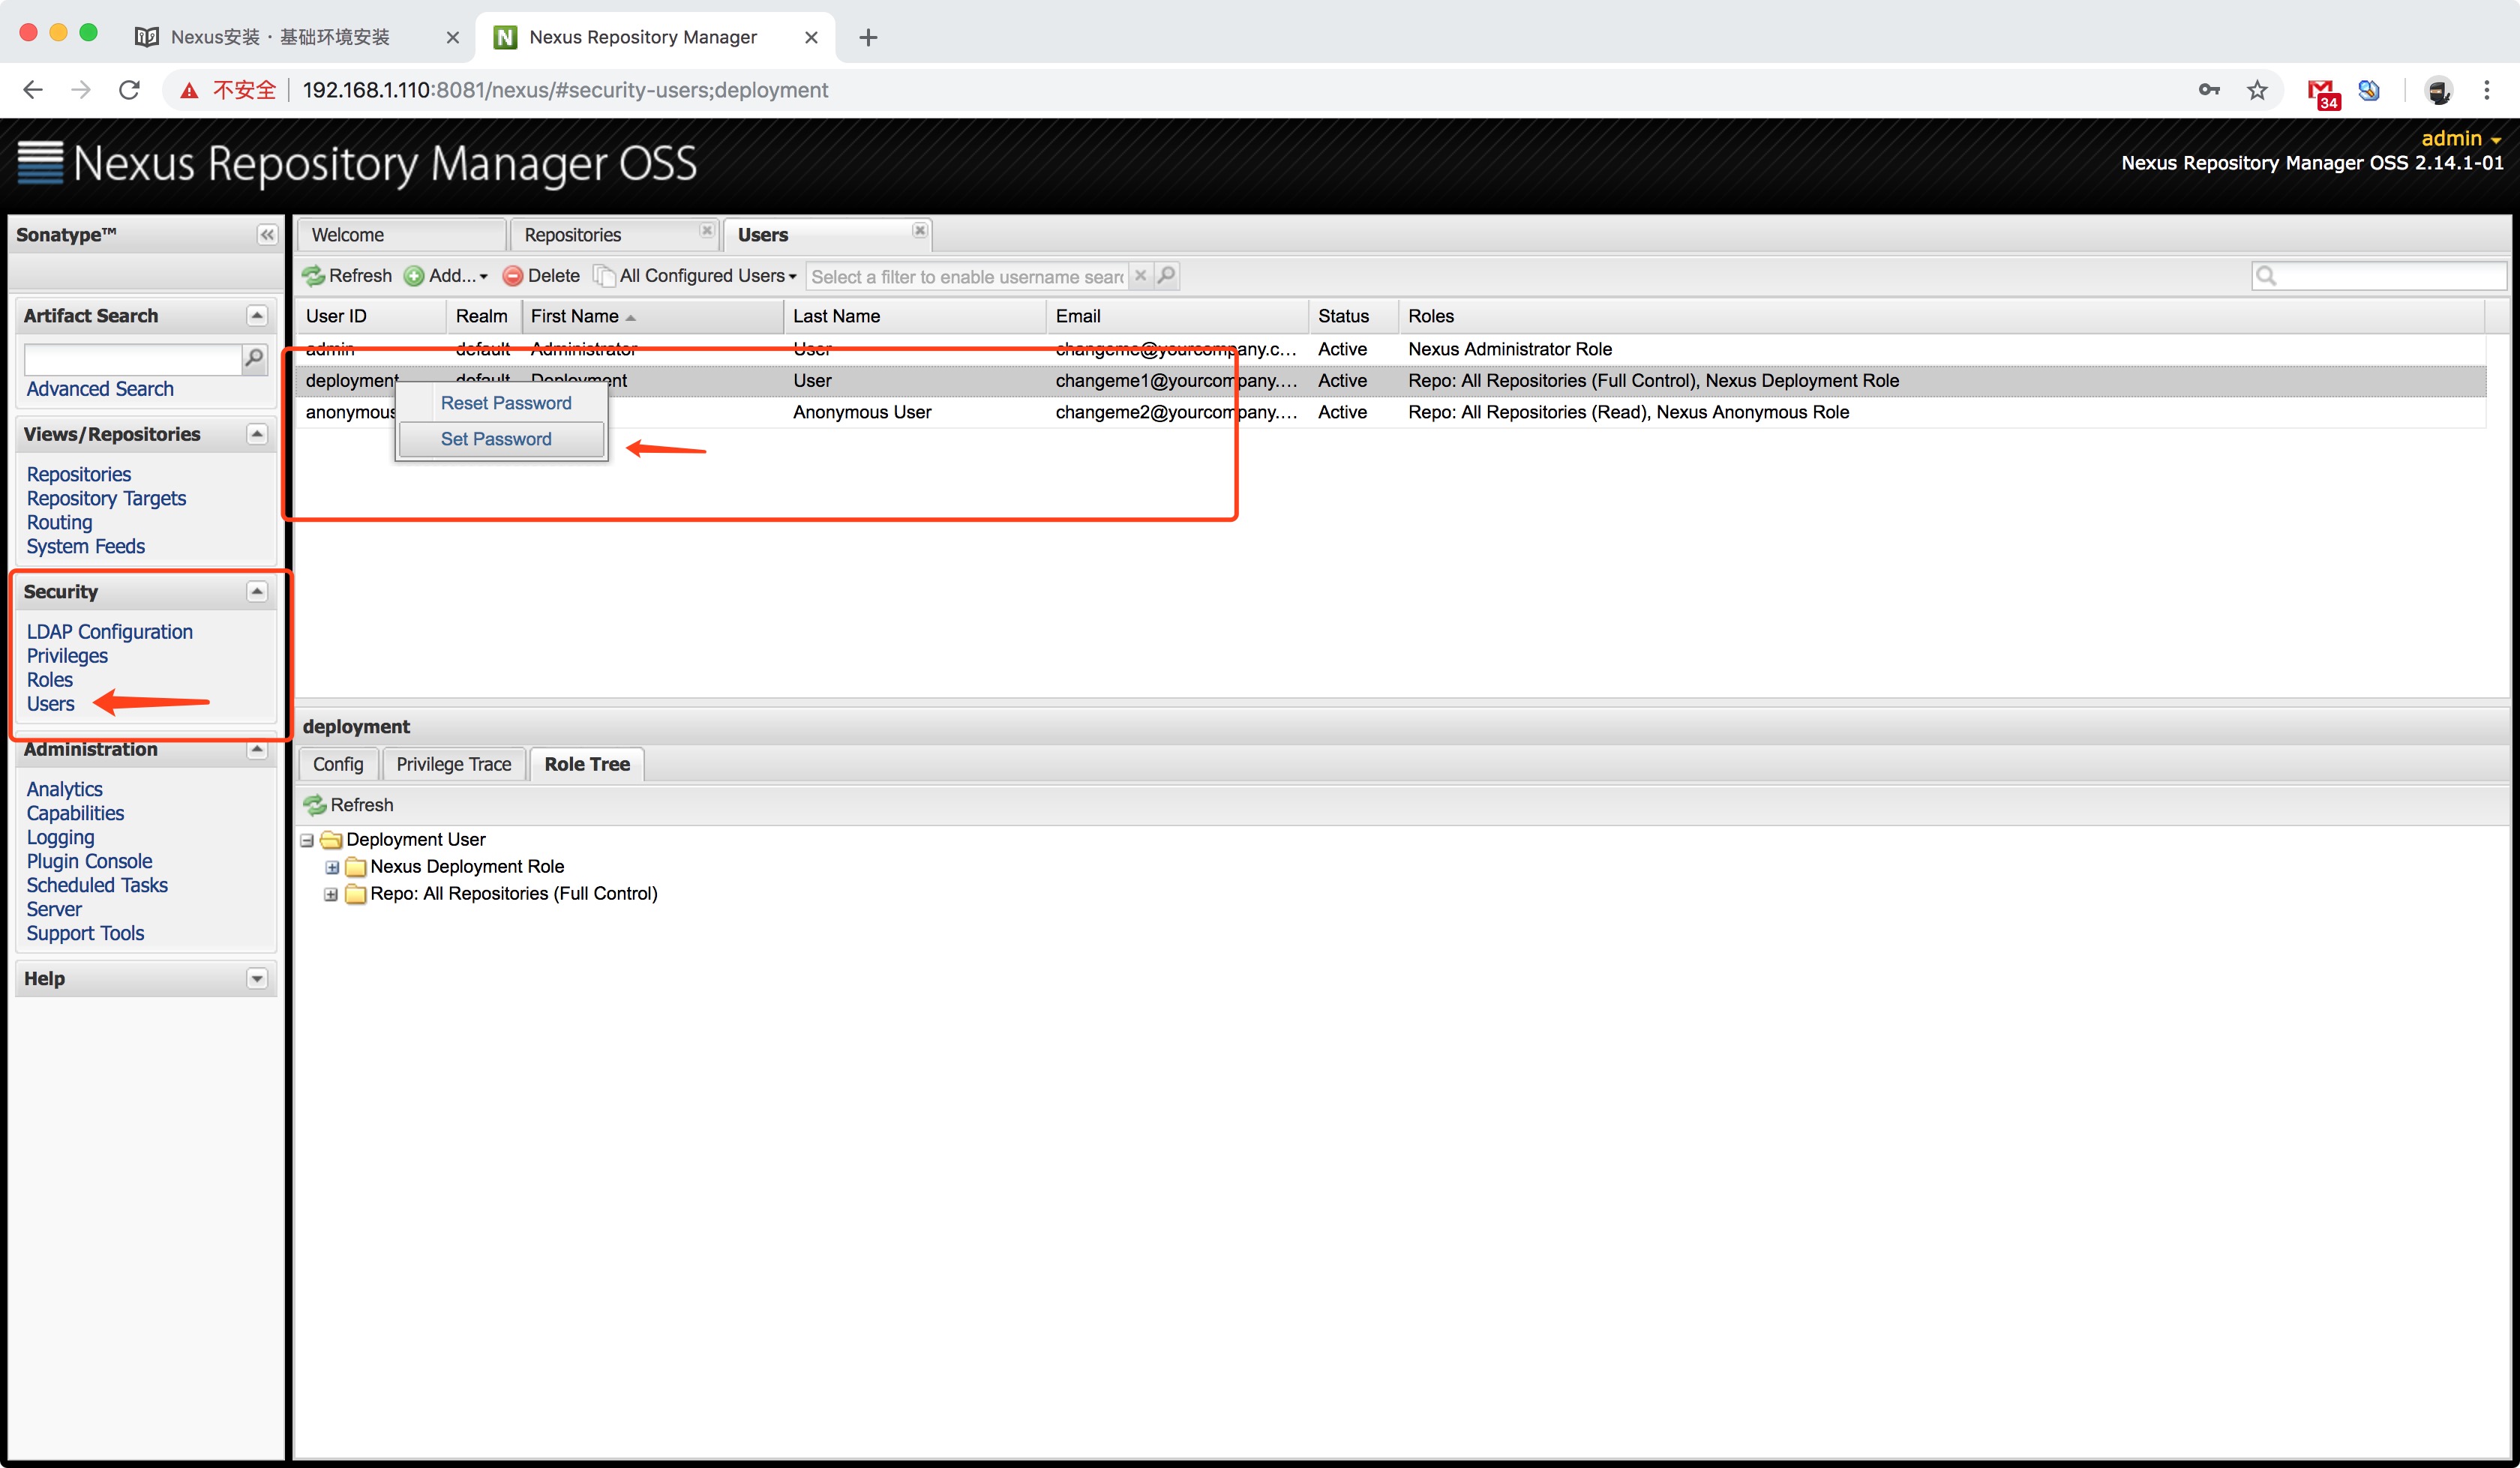 Nexus安装 · 基础环境安装
Nexus Repository Manager
不安全
192.168.1.110:8081/nexus/#security-users;deployment
34
Nexus Repository Manager OSS
admin
Nexus Repository Manager OSS 2.14.1-01
Sonatype™
Welcome
Repositories
Users
Refresh
Add...
Delete
All Configured Users
Select a filter to enable username sear
Artifact Search
Advanced Search
Views/Repositories
Repositories
Repository Targets
Routing
System Feeds
Security
LDAP Configuration
Privileges
Roles
Users
Administration
Analytics
Capabilities
Logging
Plugin Console
Scheduled Tasks
Server
Support Tools
Help
User ID Realm First Name Last Name Email Status Roles
admin default Administrator User changeme@yourcompany.c... Active Nexus Administrator Role
deployment default Deployment User changeme1@yourcompany.... Active Repo: All Repositories (Full Control), Nexus Deployment Role
anonymous Anonymous User changeme2@yourcompany.... Active Repo: All Repositories (Read), Nexus Anonymous Role
Reset Password
Set Password
deployment
Config
Privilege Trace
Role Tree
Refresh
Deployment User
Nexus Deployment Role
Repo: All Repositories (Full Control)